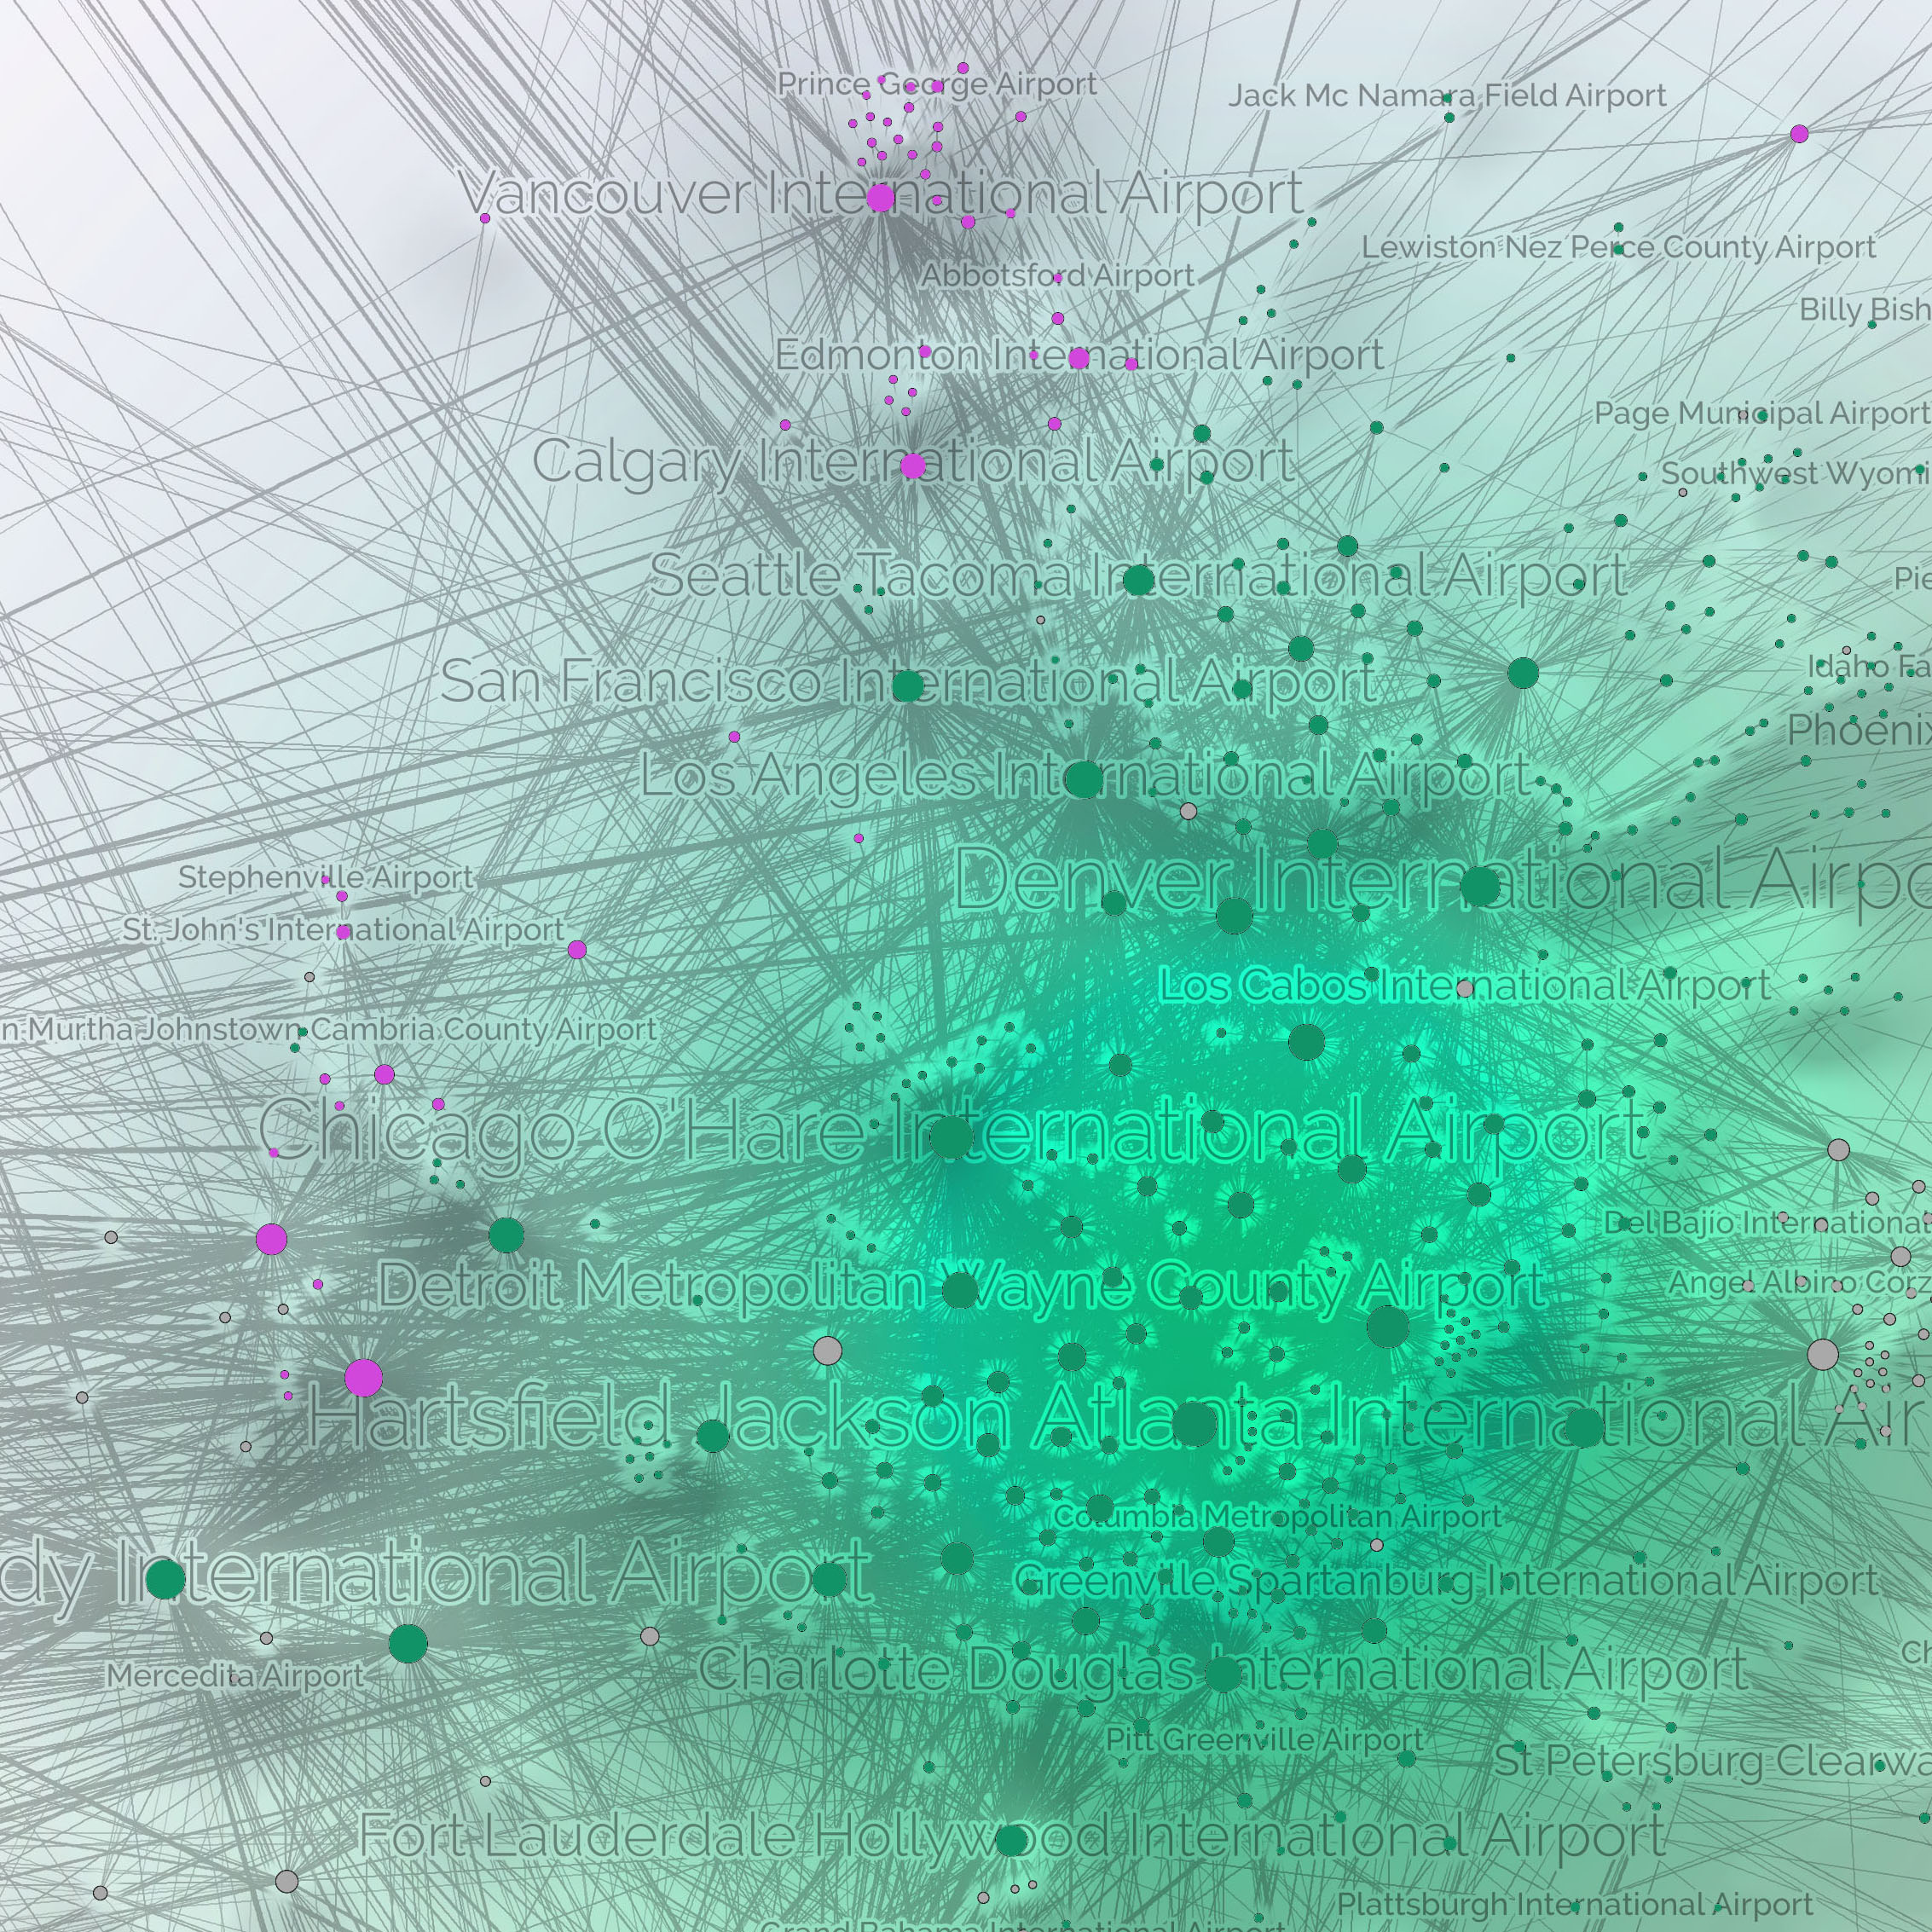 Prince George Airport
Jack Mc Namara Field Airport
Vancouver International Airport
Lewiston Nez Perce County Airport
Abbotsford Airport
Billy Bish
Edmonton International Airport
Page Municipal Airport
Calgary International Airport
Southwest Wyomi
Seattle Tacoma International Airport
Pie
Idaho Fa
San Francisco International Airport
Phoenix
Los Angeles International Airport
Stephenville Airport
Denver International Airpo
St. John's International Airport
Los Cabos International Airport
n Murtha Johnstown Cambria County Airport
Chicago O'Hare International Airport
Del Bajío International
Angel Albino Corz
Detroit Metropolitan Wayne County Airport
Hartsfield Jackson Atlanta International Air
Columbia Metropolitan Airport
dy International Airport
Greenville Spartanburg International Airport
Ch
Mercedita Airport
Charlotte Douglas International Airport
Pitt Greenville Airport
St Petersburg Clearwa
Fort Lauderdale Hollywood International Airport
Plattsburgh International Airport
Grand Bahama International Airport